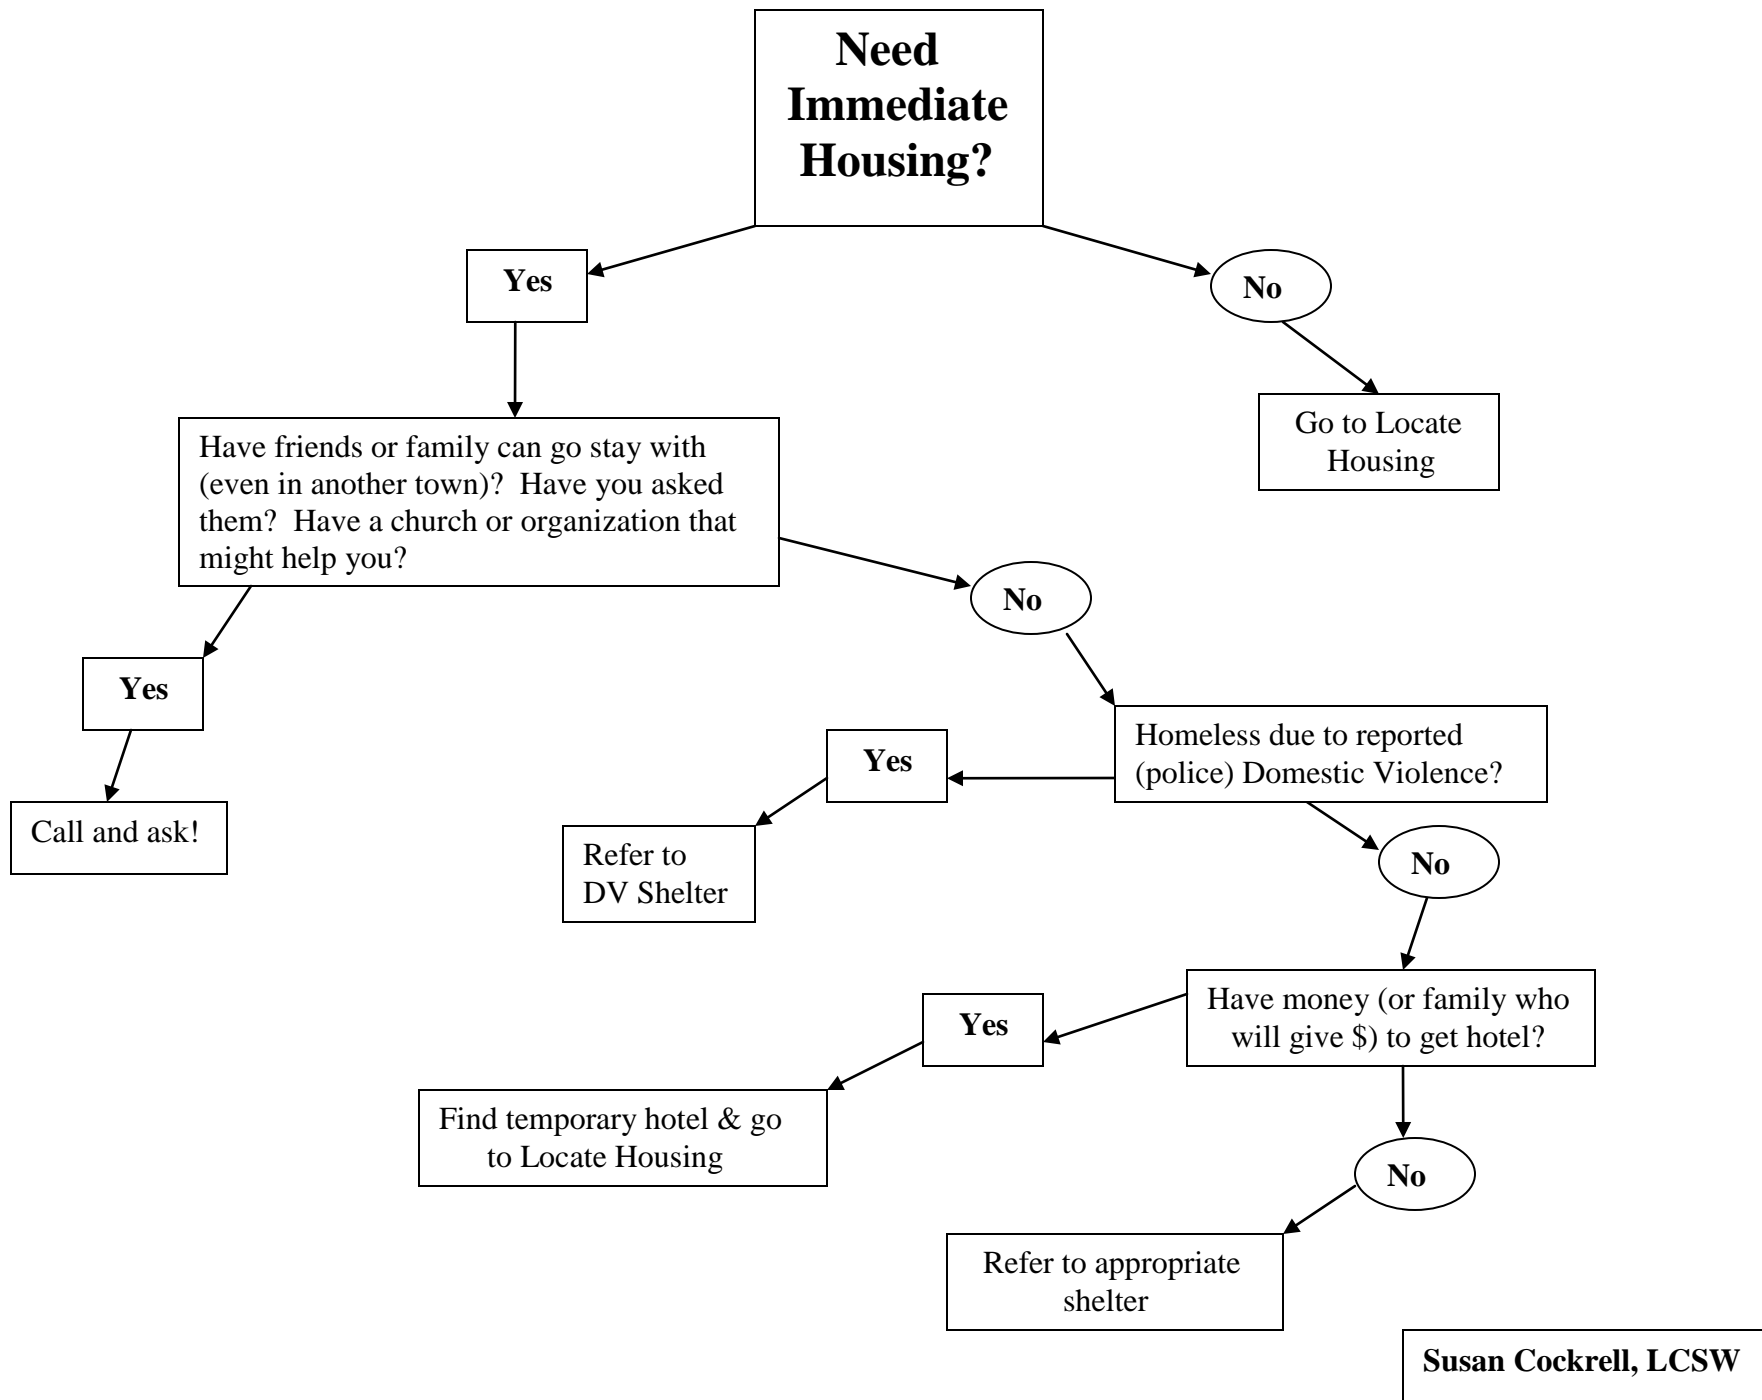 Need
Immediate
Housing?
Yes
No
Go to Locate
Housing
Have friends or family can go stay with
(even in another town)?  Have you asked
them?  Have a church or organization that
might help you?
No
Yes
Call and ask!
Homeless due to reported
(police) Domestic Violence?
Yes
Refer to
DV Shelter
No
Have money (or family who
will give $) to get hotel?
Yes
Find temporary hotel & go
to Locate Housing
No
Refer to appropriate
shelter
Susan Cockrell, LCSW